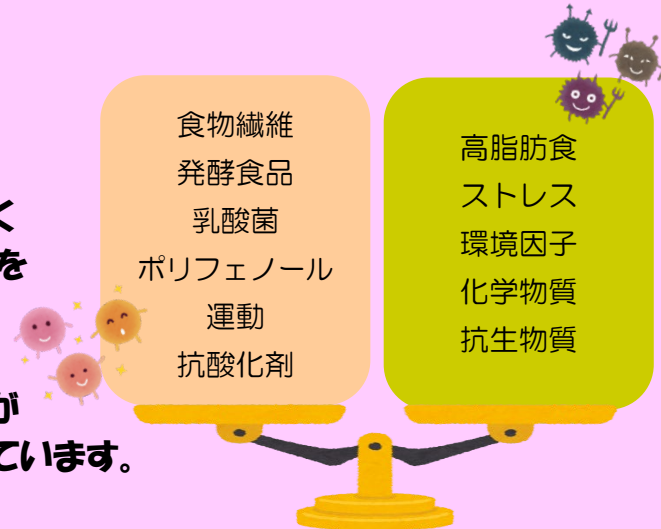 く
を
が
ています。
食物繊維
発酵食品
乳酸菌
ポリフェノール
運動
抗酸化剤
高脂肪食
ストレス
環境因子
化学物質
抗生物質